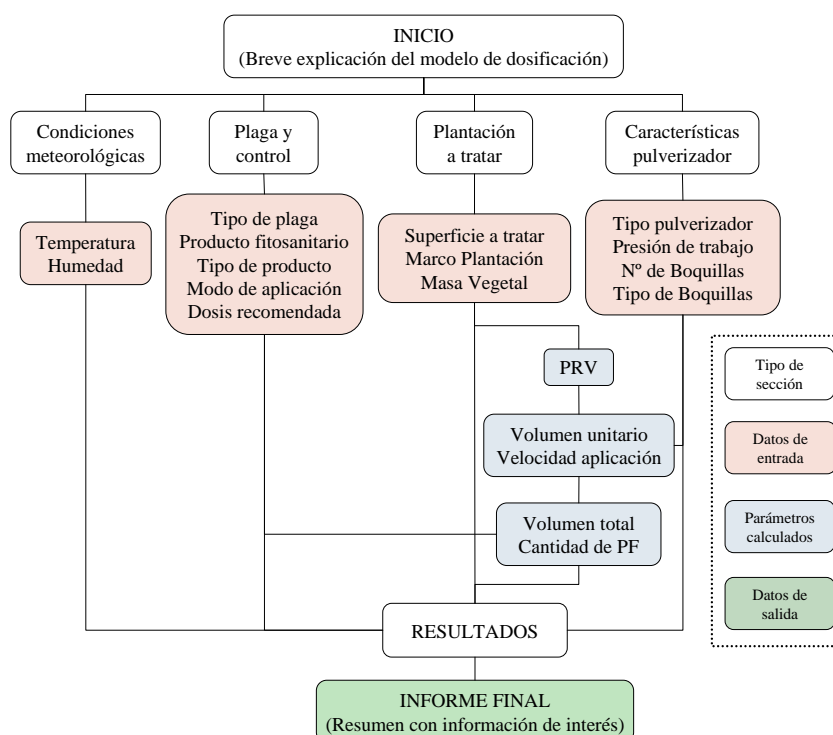 INICIO
(Breve explicación del modelo de dosificación)
Condiciones
meteorológicas
Plaga y
control
Plantación
a tratar
Características
pulverizador
Temperatura
Humedad
Tipo de plaga
Producto fitosanitario
Tipo de producto
Modo de aplicación
Dosis recomendada
Superficie a tratar
Marco Plantación
Masa Vegetal
Tipo pulverizador
Presión de trabajo
Nº de Boquillas
Tipo de Boquillas
PRV
Volumen unitario
Velocidad aplicación
Volumen total
Cantidad de PF
RESULTADOS
INFORME FINAL
(Resumen con información de interés)
Tipo de
sección
Datos de
entrada
Parámetros
calculados
Datos de
salida